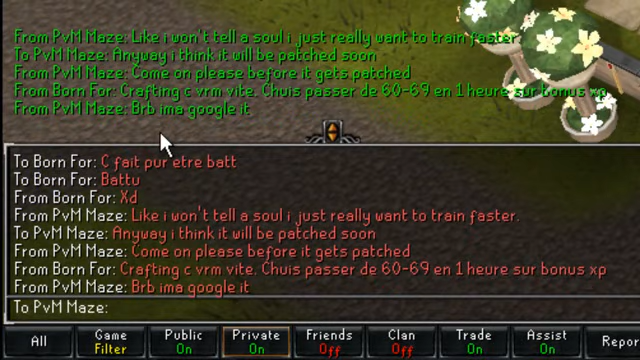 From PvM Maze: Like i won't tell a soul i just really want to train faster
To PvM Maze: Anyway i think it will be patched soon
From PvM Maze: Come on please before it gets patched
From Born For: Crafting c vrm vite. Chuis passer de 60-69 en 1 heure sur bonus xp
From PvM Maze: Brb ima google it
To Born For: C fait pur etre batt
To Born For: Battu
From Born For: Xd
From PvM Maze: Like i won't tell a soul i just really want to train faster.
To PvM Maze: Anyway i think it will be patched soon
From PvM Maze: Come on please before it gets patched
From Born For: Crafting c vrm vite. Chuis passer de 60-69 en 1 heure sur bonus xp
From PvM Maze: Brb ima google it
To PvM Maze:
All Game Public Private Friends Clan Trade Assist Repor
Filter On On Off Off On On